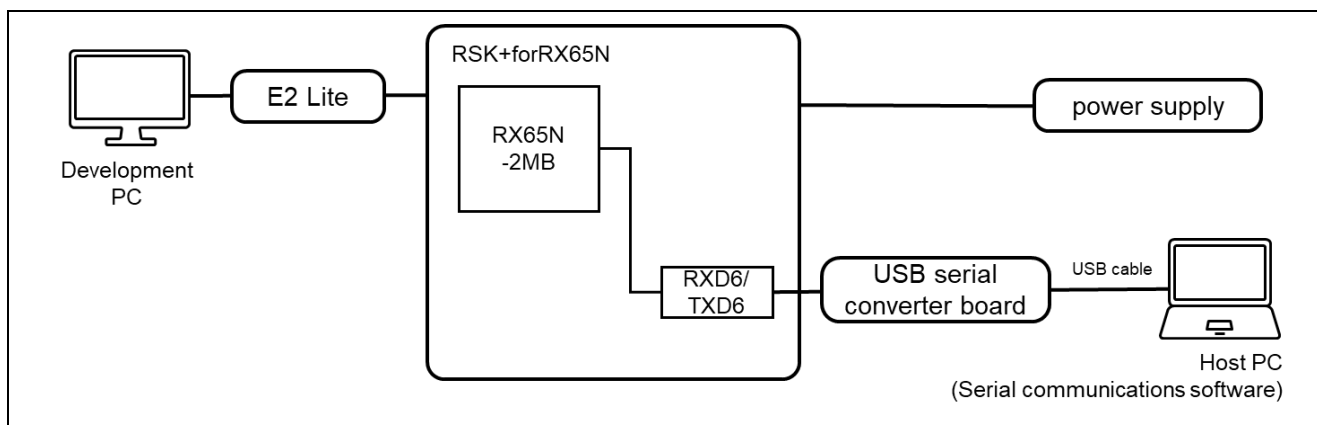 RSK+forRX65N
E2 Lite
Development
PC
RX65N
-2MB
power supply
RXD6/
TXD6
USB serial
converter board
USB cable
Host PC
(Serial communications software)